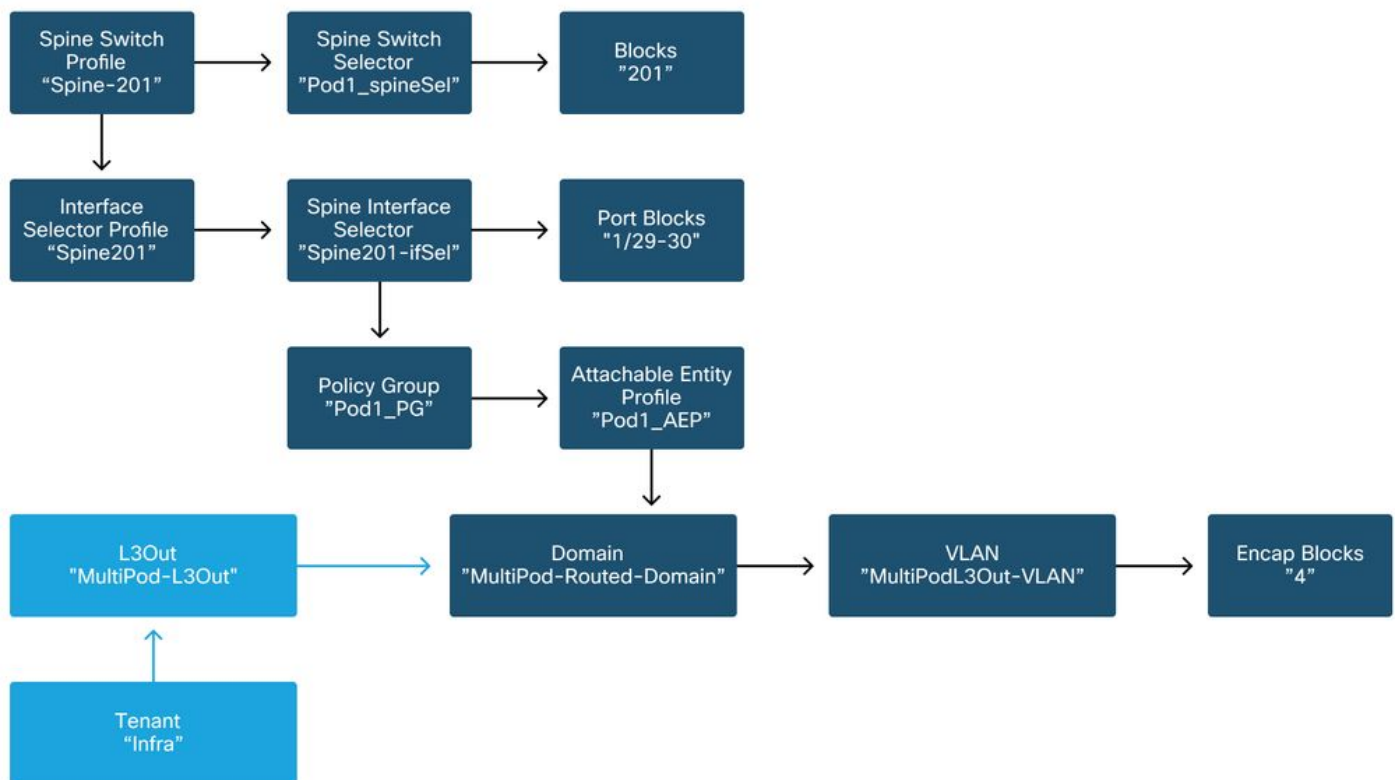 Spine Switch
Profile
“Spine-201”
Spine Switch
Selector
”Pod1_spineSel”
Blocks
”201”
Interface
Selector Profile
“Spine201”
Spine Interface
Selector
”Spine201-ifSel”
Port Blocks
"1/29-30"
Policy Group
”Pod1_PG”
Attachable Entity
Profile
”Pod1_AEP”
L3Out
"MultiPod-L3Out"
Domain
”MultiPod-Routed-Domain”
VLAN
”MultiPodL3Out-VLAN”
Encap Blocks
”4”
Tenant
“Infra”